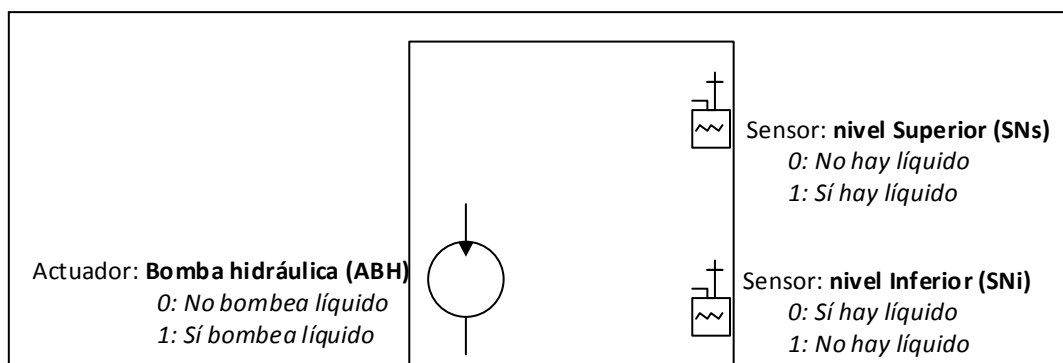 Sensor: nivel Superior (SNs)
0: No hay líquido
1: Sí hay líquido
Actuador: Bomba hidráulica (ABH)
0: No bombea líquido
1: Sí bombea líquido
Sensor: nivel Inferior (SNi)
0: Sí hay líquido
1: No hay líquido